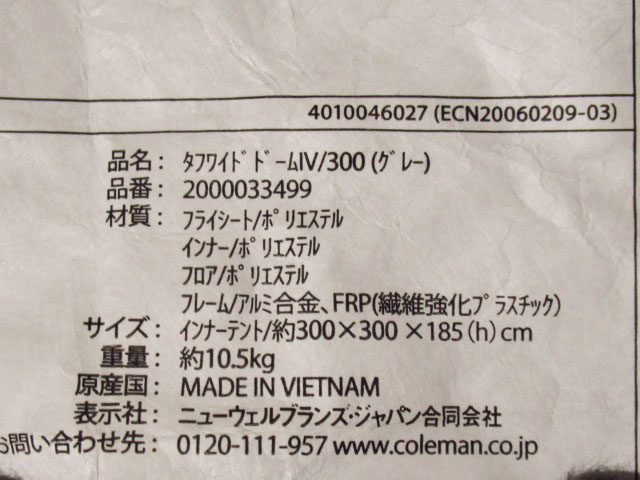 4010046027 (ECN20060209-03)
品名： ﾀﾌﾜｲﾄﾞﾄﾞｰﾑIV/300 (ｸﾞﾚｰ)
品番： 2000033499
材質： ﾌﾗｲｼｰﾄ/ﾎﾟﾘｴｽﾃﾙ
ｲﾝﾅｰ/ﾎﾟﾘｴｽﾃﾙ
ﾌﾛｱ/ﾎﾟﾘｴｽﾃﾙ
ﾌﾚｰﾑ/ｱﾙﾐ合金､FRP(繊維強化ﾌﾟﾗｽﾁｯｸ)
サイズ： ｲﾝﾅｰﾃﾝﾄ/約300×300 ×185(h) cm
重量： 約10.5kg
原産国： MADE IN VIETNAM
表示社： ニューウェルブランズ･ジャパン合同会社
お問い合わせ先： 0120-111-957 www.coleman.co.jp